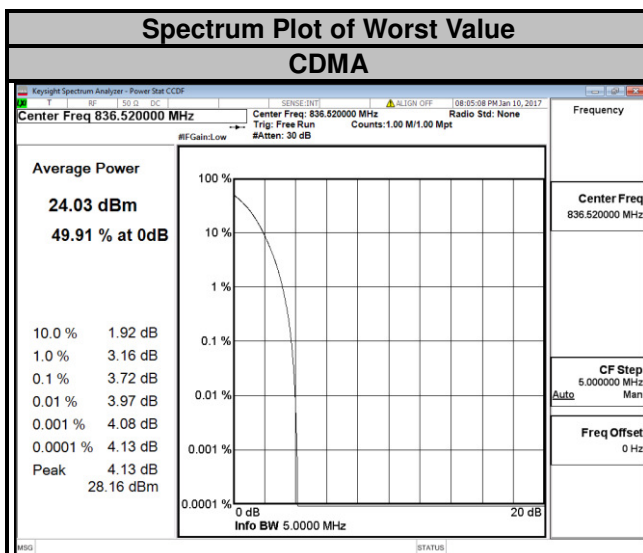 Spectrum Plot of Worst Value
CDMA
Keysight Spectrum Analyzer - Power Stat CCDF
T RF 50 Ω DC SENSE:INT ALIGN OFF 08:05:08 PM Jan 10, 2017
Center Freq 836.520000 MHz
Center Freq: 836.520000 MHz Radio Std: None
Trig: Free Run Counts:1.00 M/1.00 Mpt
#IFGain:Low #Atten: 30 dB
Frequency
Average Power
24.03 dBm
49.91 % at 0dB
10.0 % 1.92 dB
1.0 % 3.16 dB
0.1 % 3.72 dB
0.01 % 3.97 dB
0.001 % 4.08 dB
0.0001 % 4.13 dB
Peak 4.13 dB
28.16 dBm
100 %
10 %
1 %
0.1 %
0.01 %
0.001 %
0.0001 %
0 dB 20 dB
Info BW 5.0000 MHz
Center Freq
836.520000 MHz
CF Step
5.000000 MHz
Auto Man
Freq Offset
0 Hz
MSG STATUS